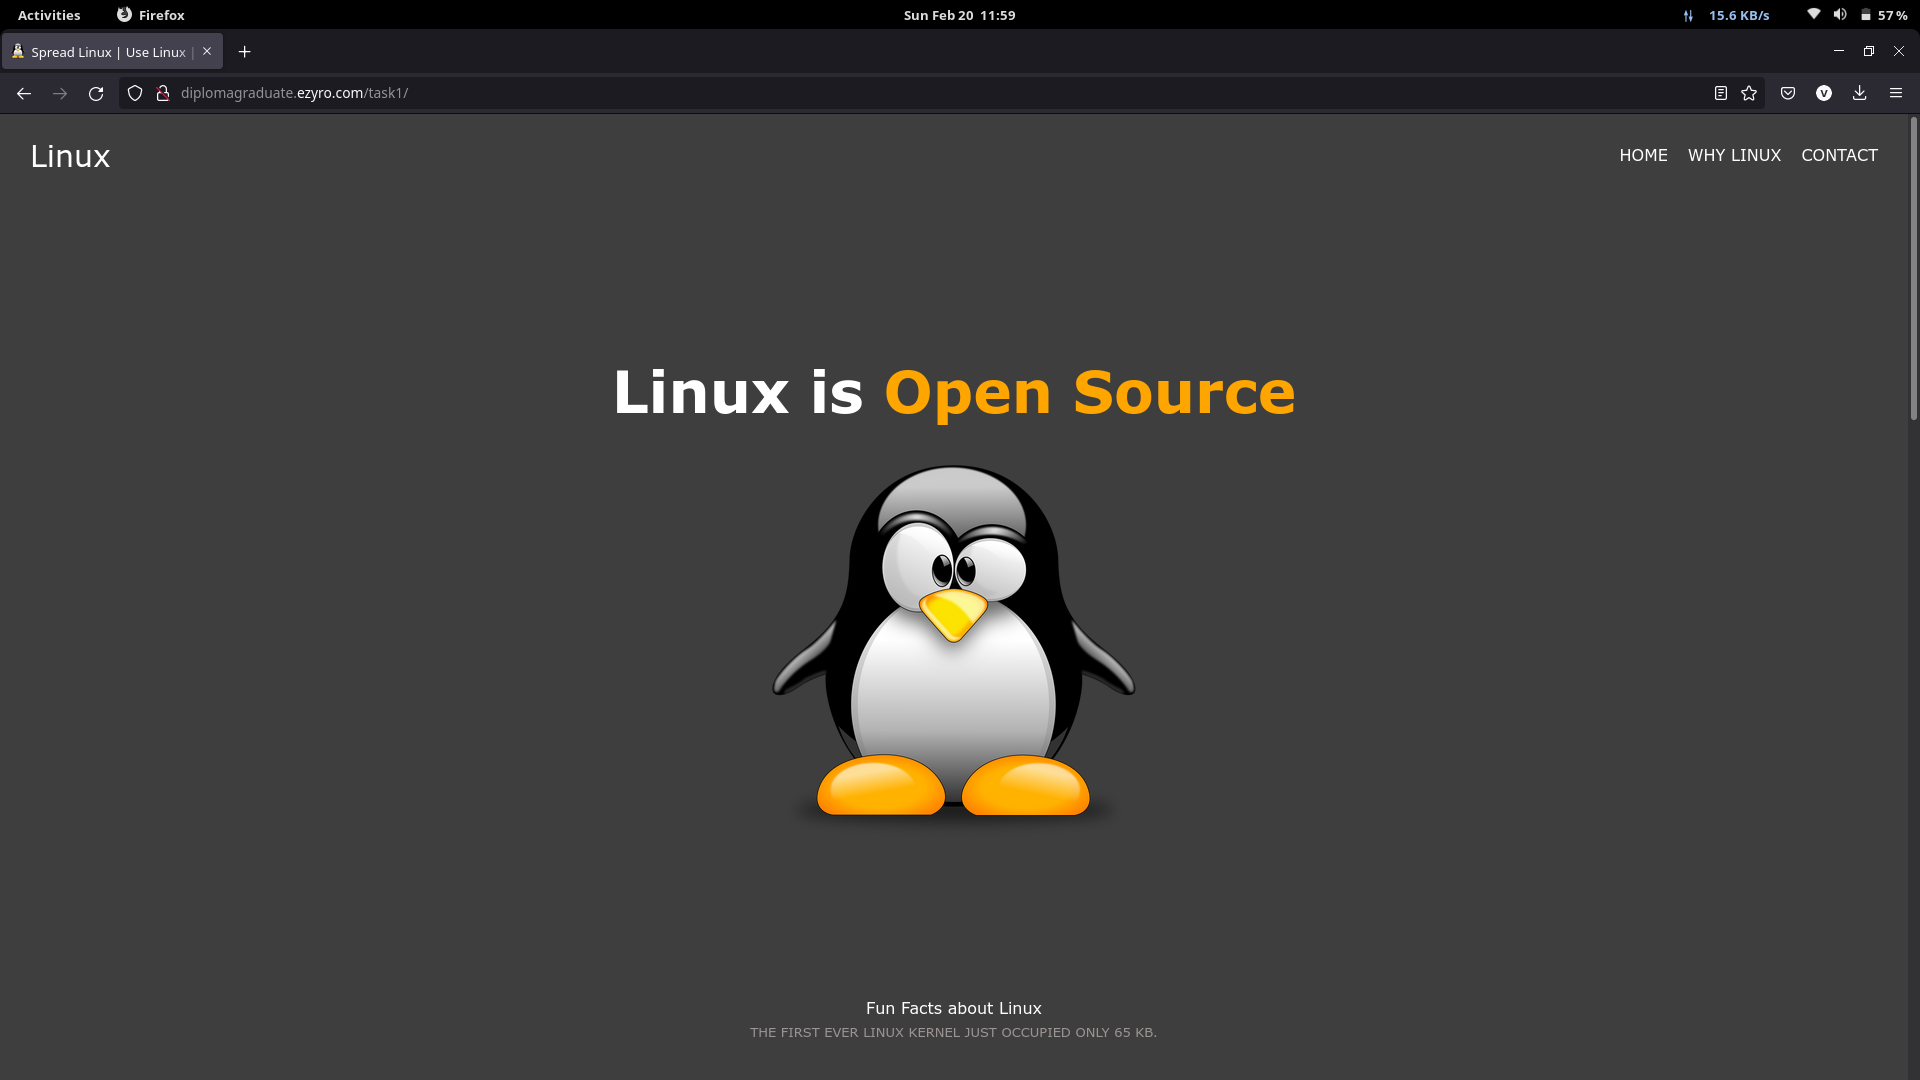 Activities Firefox Sun Feb 20 11:59 15.6 KB/s 57 %
Spread Linux | Use Linux |
diplomagraduate.ezyro.com/task1/ V
Linux HOME WHY LINUX CONTACT
Linux is Open Source
Fun Facts about Linux
THE FIRST EVER LINUX KERNEL JUST OCCUPIED ONLY 65 KB.